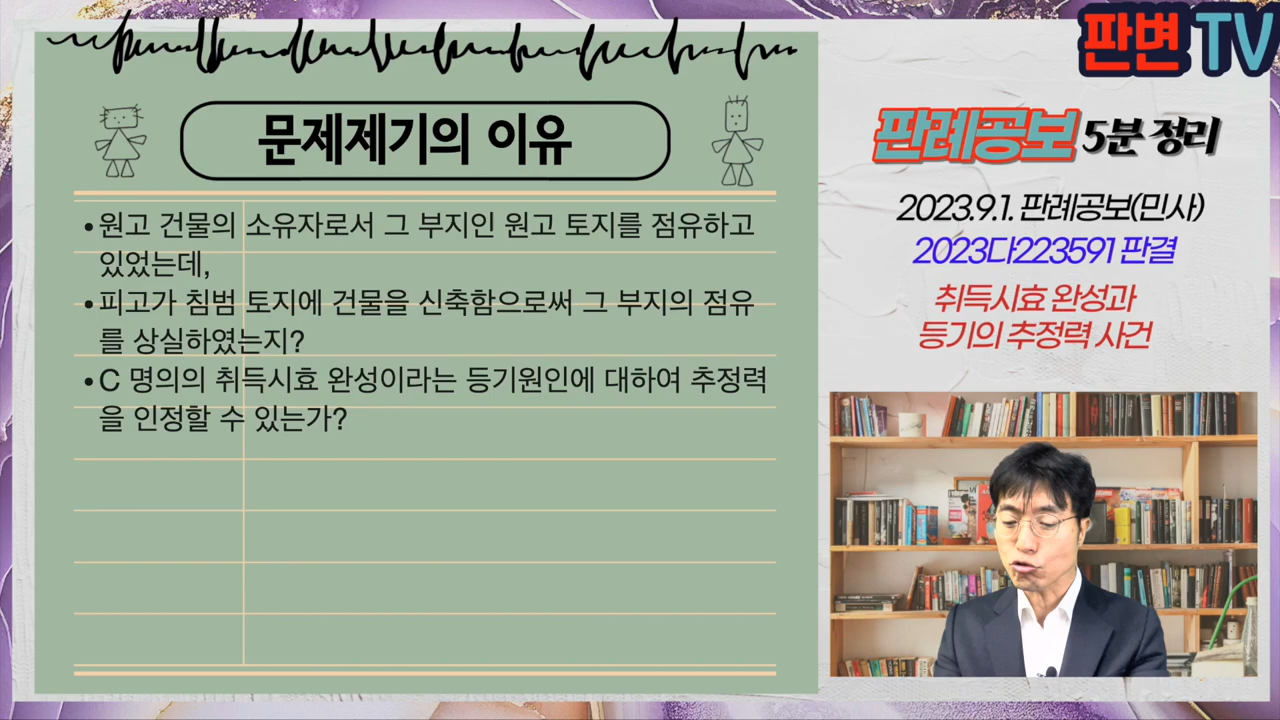 판변 TV
문제제기의 이유
•원고 건물의 소유자로서 그 부지인 원고 토지를 점유하고
있었는데,
•피고가 침범 토지에 건물을 신축함으로써 그 부지의 점유
를 상실하였는지?
•C 명의의 취득시효 완성이라는 등기원인에 대하여 추정력
을 인정할 수 있는가?
판례공보 5분 정리
2023.9.1. 판례공보(민사)
2023다223591 판결
취득시효 완성과
등기의 추정력 사건